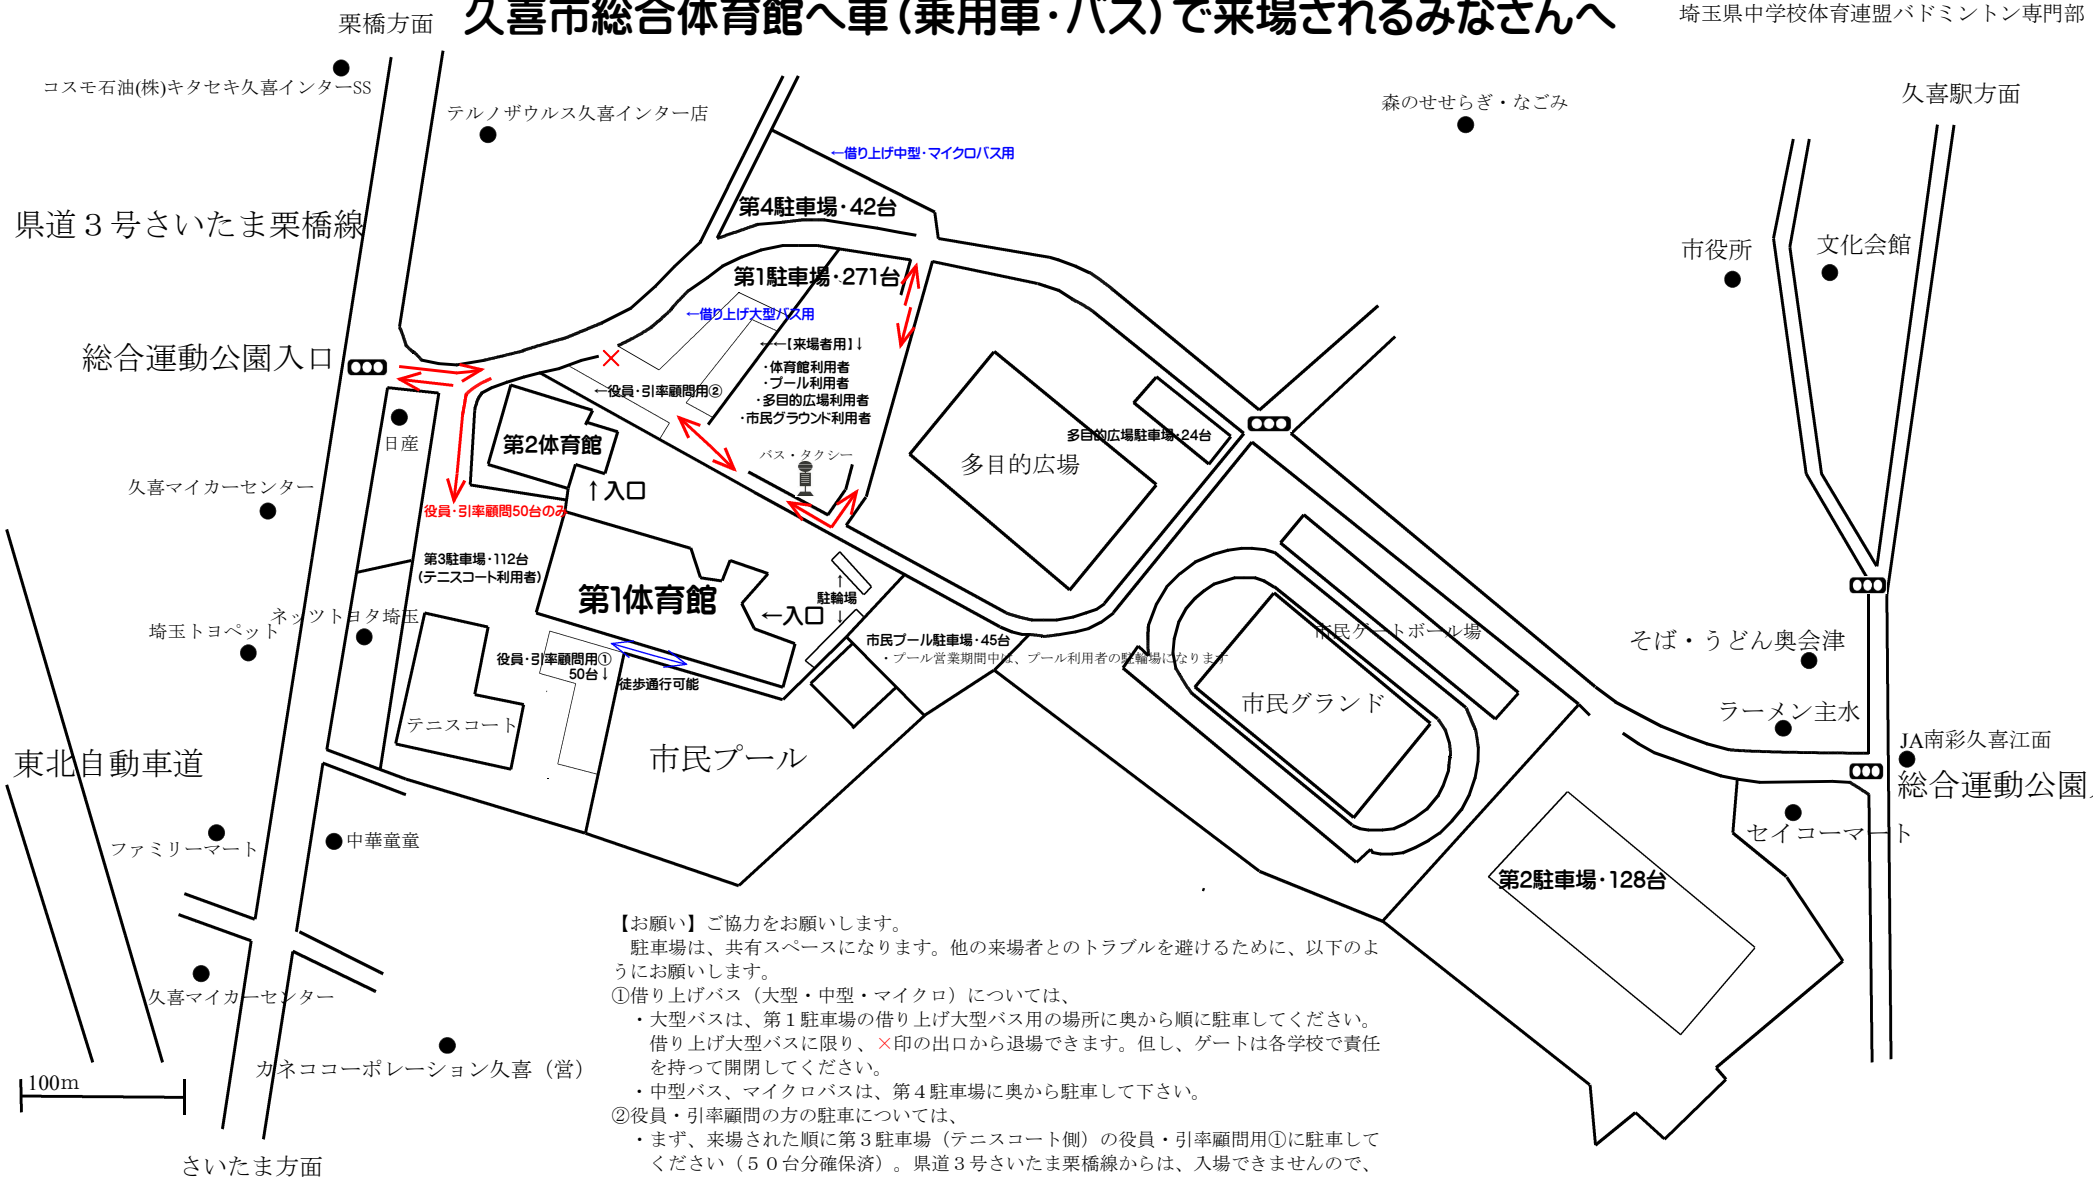 久喜市総合体育館へ車（乗用車・バス）で来場されるみなさんへ
埼玉県中学校体育連盟バドミントン専門部
栗橋方面
コスモ石油(株)キタセキ久喜インターSS
テルノザウルス久喜インター店
森のせせらぎ・なごみ
久喜駅方面
←借り上げ中型・マイクロバス用
県道３号さいたま栗橋線
第4駐車場・42台
市役所
文化会館
第1駐車場・271台
←借り上げ大型バス用
総合運動公園入口
←【来場者用】↓
・体育館利用者
・プール利用者
・多目的広場利用者
・市民グラウンド利用者
×
←役員・引率顧問用②
日産
第2体育館
多目的広場駐車場・24台
バス・タクシー
多目的広場
久喜マイカーセンター
↑入口
役員・引率顧問50台のみ
第3駐車場・112台
（テニスコート利用者）
第1体育館
←入口
↑
駐輪場
↓
ネッツトヨタ埼玉
埼玉トヨペット
市民プール駐車場・45台
・プール営業期間中は、プール利用者の駐輪場になります
市民ゲートボール場
そば・うどん奥会津
役員・引率顧問用①
50台↓
徒歩通行可能
テニスコート
市民グランド
ラーメン主水
JA南彩久喜江面
総合運動公園
東北自動車道
市民プール
セイコーマート
ファミリーマート
中華童童
第2駐車場・128台
久喜マイカーセンター
カネココーポレーション久喜（営）
100m
さいたま方面
【お願い】ご協力をお願いします。
駐車場は、共有スペースになります。他の来場者とのトラブルを避けるために、以下のよ
うにお願いします。
①借り上げバス（大型・中型・マイクロ）については、
・大型バスは、第１駐車場の借り上げ大型バス用の場所に奥から順に駐車してください。
借り上げ大型バスに限り、×印の出口から退場できます。但し、ゲートは各学校で責任
を持って開閉してください。
・中型バス、マイクロバスは、第４駐車場に奥から駐車して下さい。
②役員・引率顧問の方の駐車については、
・まず、来場された順に第３駐車場（テニスコート側）の役員・引率顧問用①に駐車して
ください（５０台分確保済）。県道３号さいたま栗橋線からは、入場できませんので、